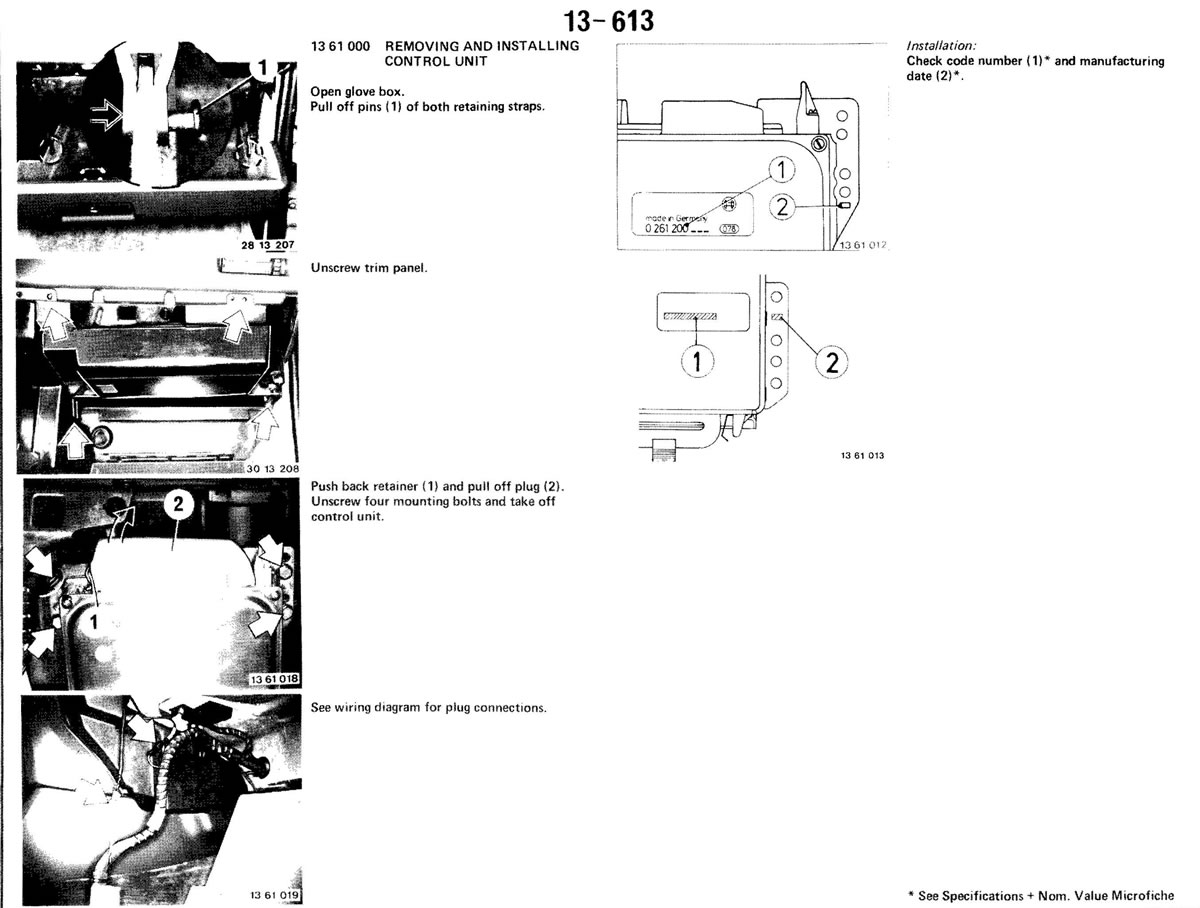 13-613
13 61 000 REMOVING AND INSTALLING
CONTROL UNIT
Open glove box.
Pull off pins (1) of both retaining straps.
1
28 13 207
Unscrew trim panel.
30 13 208
Push back retainer (1) and pull off plug (2).
Unscrew four mounting bolts and take off
control unit.
2
1
13 61 018
See wiring diagram for plug connections.
13 61 019
1
2
made in Germany
0 261 200 _ _ _ 078
13 61 012
1
2
13 61 013
Installation:
Check code number (1)* and manufacturing
date (2)*.
* See Specifications + Nom. Value Microfiche